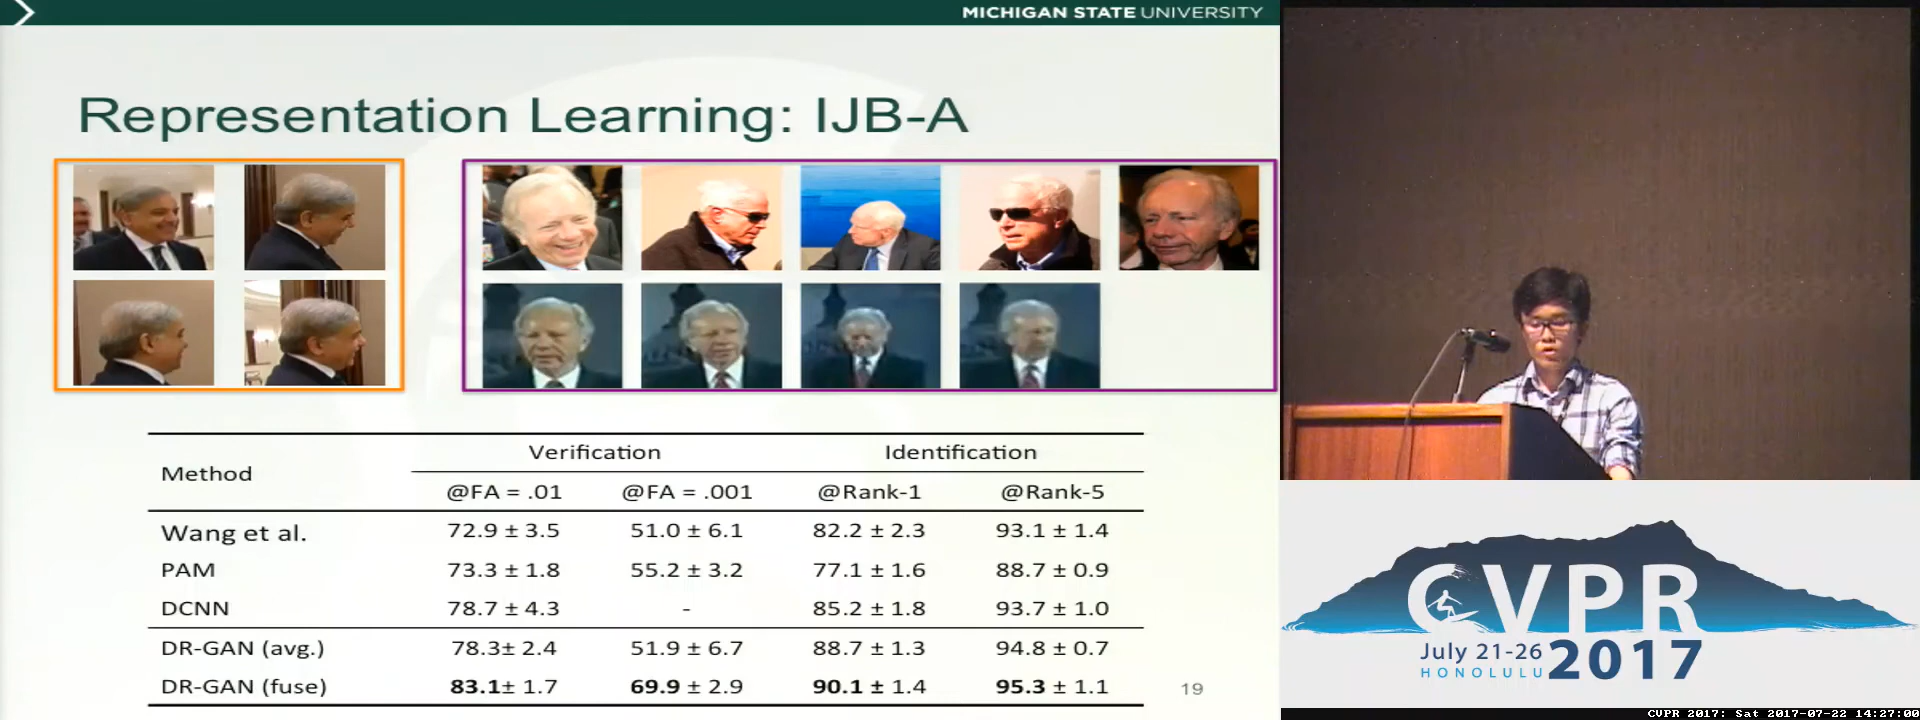 MICHIGAN STATE UNIVERSITY
Representation Learning: IJB-A
Method Verification Identification
@FA = .01 @FA = .001 @Rank-1 @Rank-5
Wang et al. 72.9 ± 3.5 51.0 ± 6.1 82.2 ± 2.3 93.1 ± 1.4
PAM 73.3 ± 1.8 55.2 ± 3.2 77.1 ± 1.6 88.7 ± 0.9
DCNN 78.7 ± 4.3 - 85.2 ± 1.8 93.7 ± 1.0
DR-GAN (avg.) 78.3± 2.4 51.9 ± 6.7 88.7 ± 1.3 94.8 ± 0.7
DR-GAN (fuse) 83.1± 1.7 69.9 ± 2.9 90.1 ± 1.4 95.3 ± 1.1
19
CVPR
July 21-26 2017
HONOLULU
CVPR 2017: Sat 2017-07-22 14:27:00